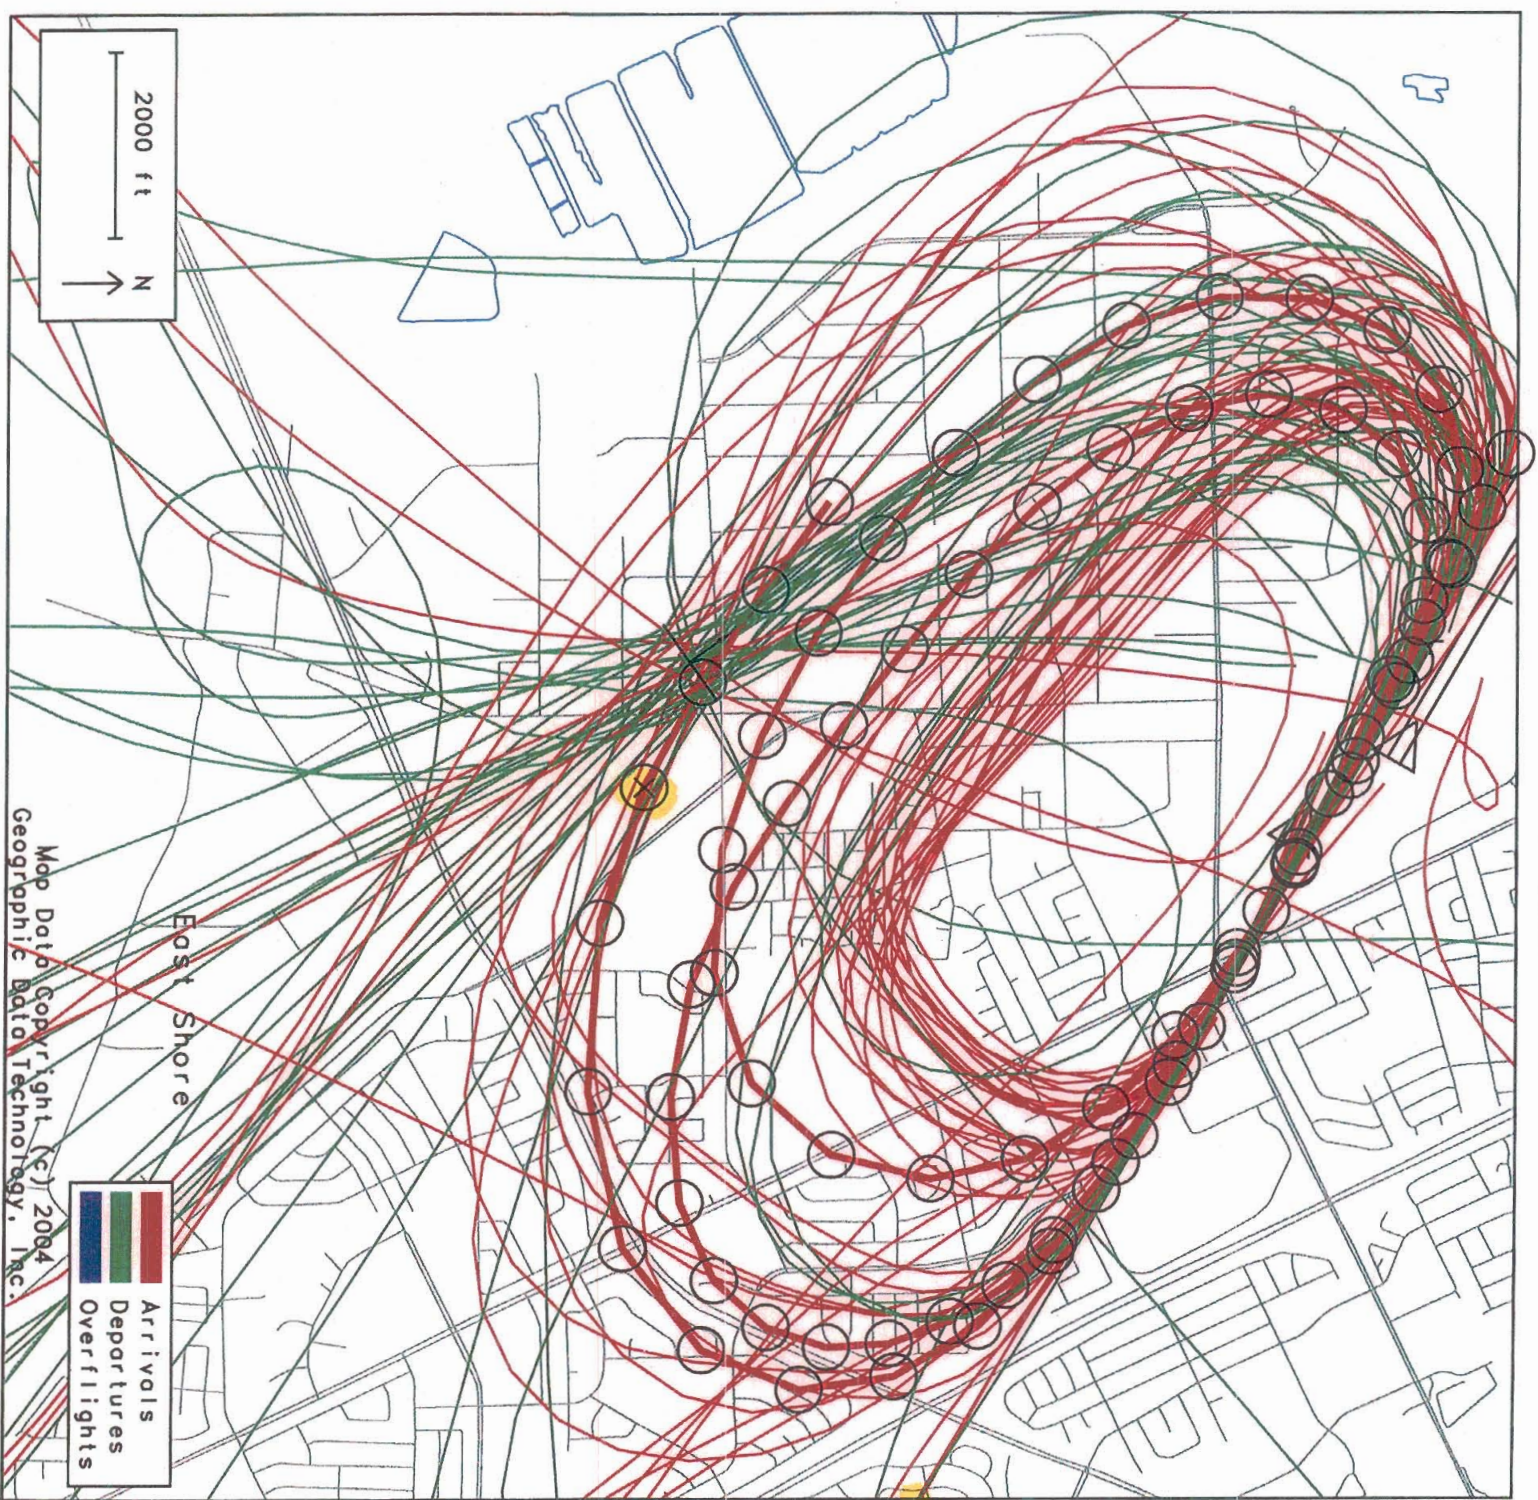 2000 ft
N
East Shore
Map Data Copyright (c) 2004
Geographic Data Technology, Inc.
Arrivals
Departures
Overflights